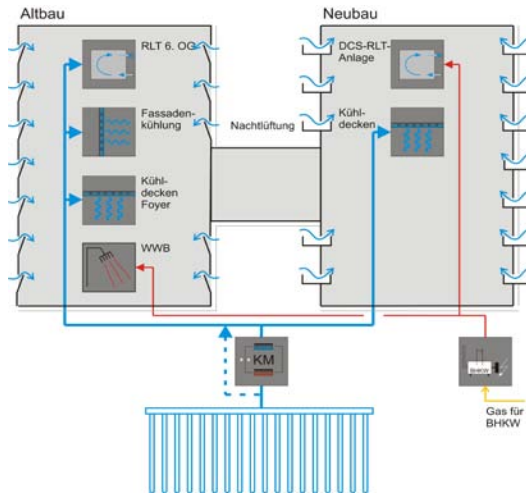 Altbau
Neubau
RLT 6. OG
DCS-RLT-
Anlage
Fassaden-
kühlung
Nachtlüftung
Kühl-
decken
Kühl-
decken
Foyer
WWB
KM
BHKW
Gas für
BHKW